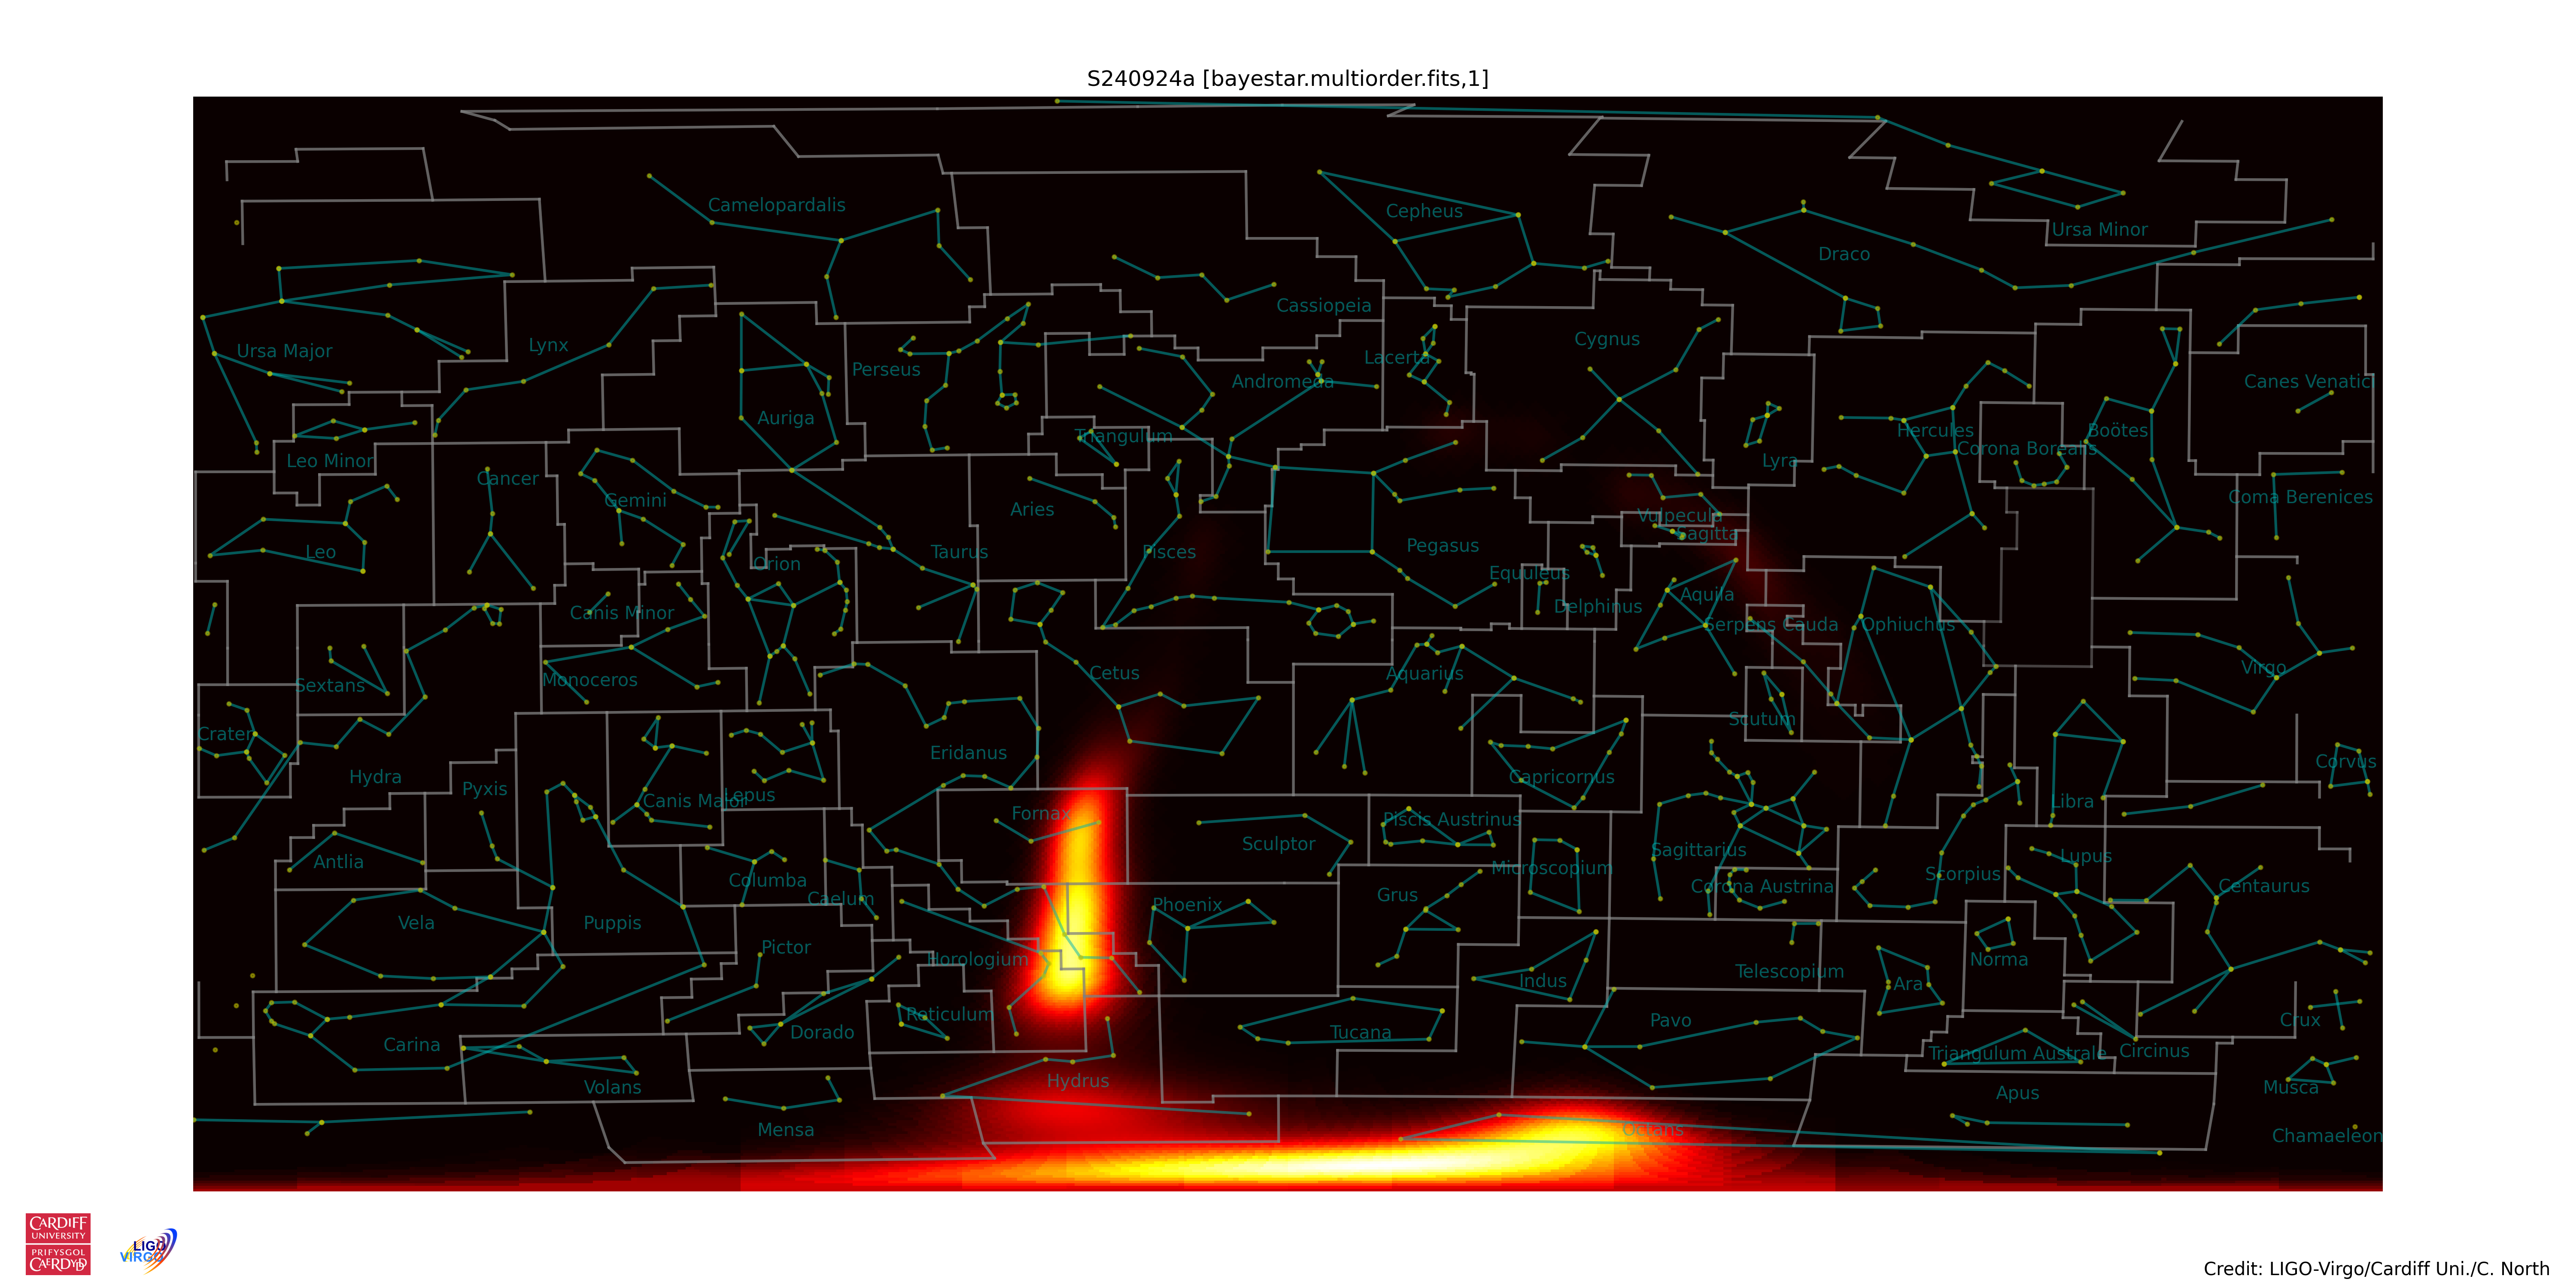 S240924a [bayestar.multiorder.fits,1]
Camelopardalis
Cepheus
Ursa Minor
Draco
Cassiopeia
Cygnus
Lynx
Ursa Major
Lacerta
Perseus
Andromeda
Canes Venatici
Auriga
Hercules
Boötes
Triangulum
Corona Borealis
Leo Minor
Lyra
Cancer
Gemini
Coma Berenices
Aries
Vulpecula
Sagitta
Pegasus
Leo
Taurus
Pisces
Orion
Equuleus
Aquila
Delphinus
Canis Minor
Serpens Cauda
Ophiuchus
Virgo
Cetus
Aquarius
Monoceros
Sextans
Scutum
Crater
Eridanus
Corvus
Hydra
Capricornus
Pyxis
Lepus
Canis Major
Libra
Fornax
Piscis Austrinus
Sculptor
Sagittarius
Lupus
Antlia
Microscopium
Scorpius
Columba
Corona Austrina
Centaurus
Grus
Caelum
Phoenix
Vela
Puppis
Pictor
Horologium
Norma
Telescopium
Indus
Ara
Reticulum
Pavo
Crux
Dorado
Tucana
Carina
Circinus
Triangulum Australe
Hydrus
Volans
Musca
Apus
Mensa
Octans
Chamaeleon
CARDIFF
UNIVERSITY
PRIFYSGOL
CAERDYDD
LIGO
VIRGO
Credit: LIGO-Virgo/Cardiff Uni./C. North